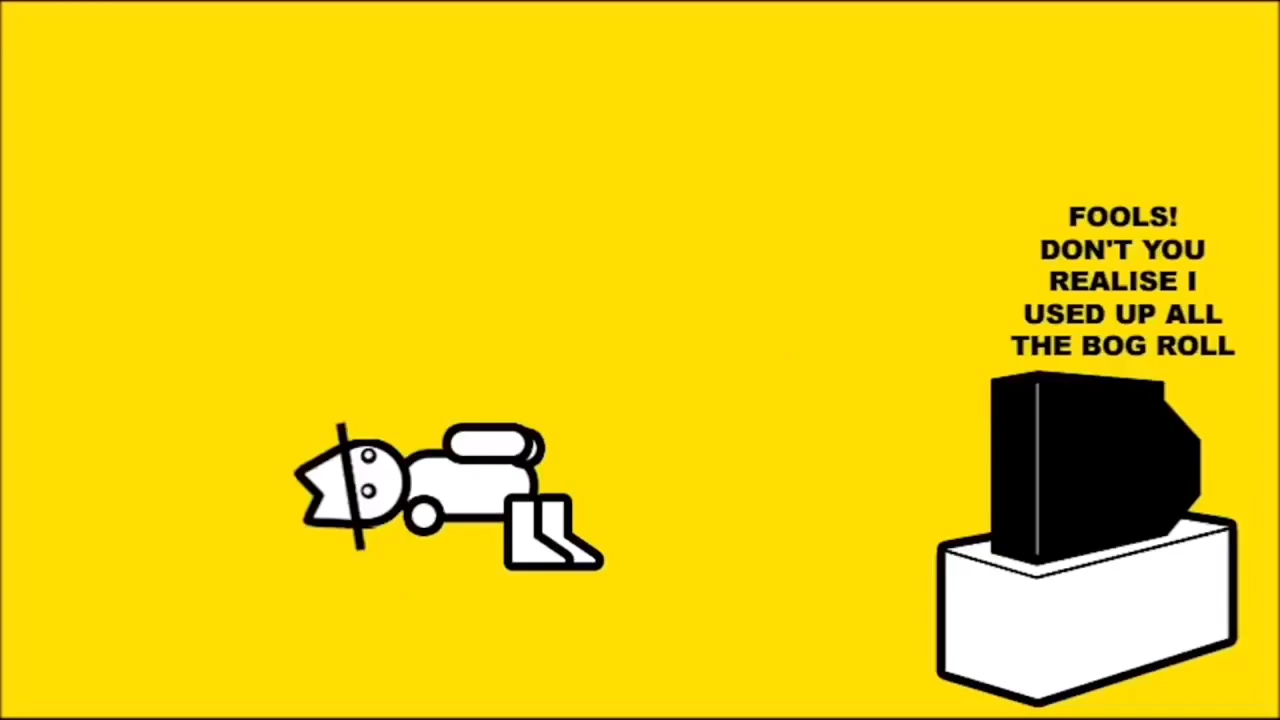 FOOLS!
DON'T YOU
REALISE I
USED UP ALL
THE BOG ROLL